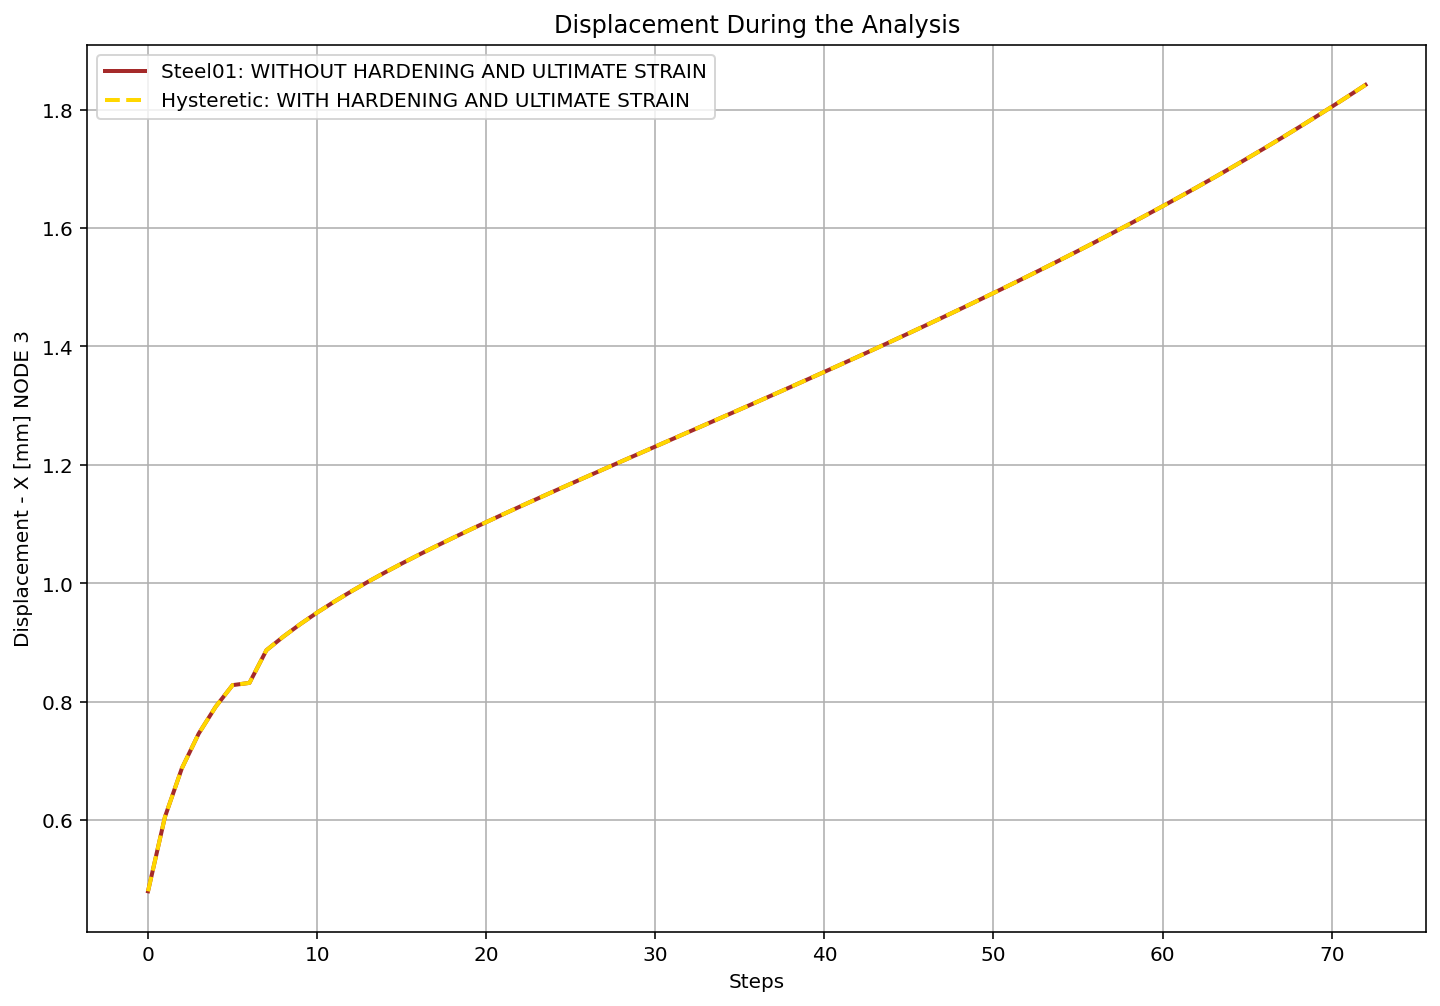 Displacement During the Analysis
Steel01: WITHOUT HARDENING AND ULTIMATE STRAIN
Hysteretic: WITH HARDENING AND ULTIMATE STRAIN
Displacement - X [mm] NODE 3
1.8
1.6
1.4
1.2
1.0
0.8
0.6
0 10 20 30 40 50 60 70
Steps